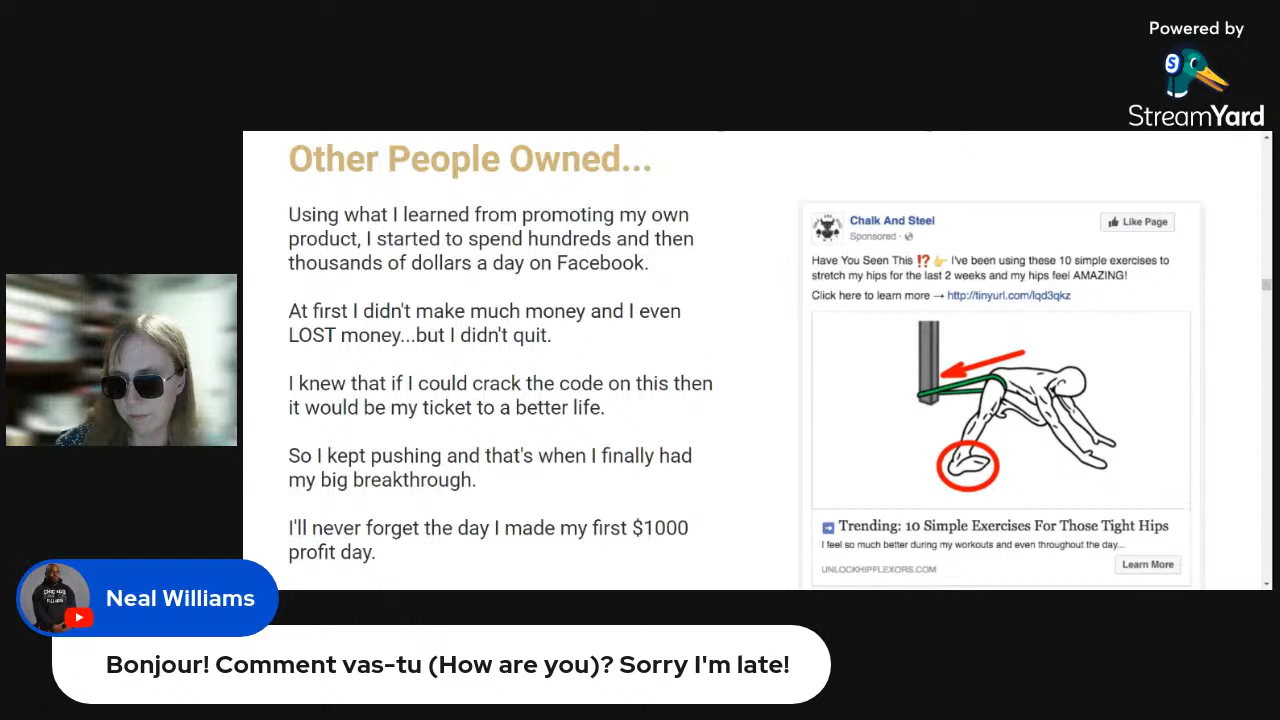 Powered by
StreamYard
Other People Owned...
Using what I learned from promoting my own
product, I started to spend hundreds and then
thousands of dollars a day on Facebook.
At first I didn't make much money and I even
LOST money...but I didn't quit.
I knew that if I could crack the code on this then
it would be my ticket to a better life.
So I kept pushing and that's when I finally had
my big breakthrough.
I'll never forget the day I made my first $1000
profit day.
Chalk And Steel
Sponsored ·
Like Page
Have You Seen This ⁉️ 👉 I've been using these 10 simple exercises to
stretch my hips for the last 2 weeks and my hips feel AMAZING!
Click here to learn more → http://tinyurl.com/lqd3qkz
➡ Trending: 10 Simple Exercises For Those Tight Hips
I feel so much better during my workouts and even throughout the day...
UNLOCKHIPFLEXORS.COM
Learn More
Neal Williams
Bonjour! Comment vas-tu (How are you)? Sorry I'm late!